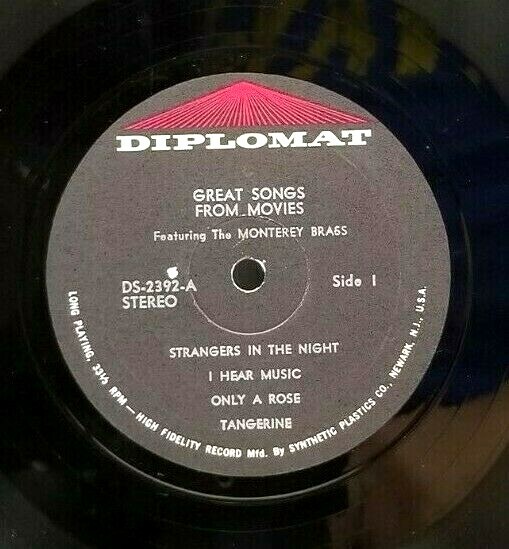 DIPLOMAT
GREAT SONGS
FROM MOVIES
Featuring The MONTEREY BRASS
DS-2392-A
STEREO
Side 1
STRANGERS IN THE NIGHT
I HEAR MUSIC
ONLY A ROSE
TANGERINE
LONG PLAYING, 33⅓ RPM — HIGH FIDELITY RECORD Mfd. By SYNTHETIC PLASTICS CO., NEWARK, N.J., U.S.A.